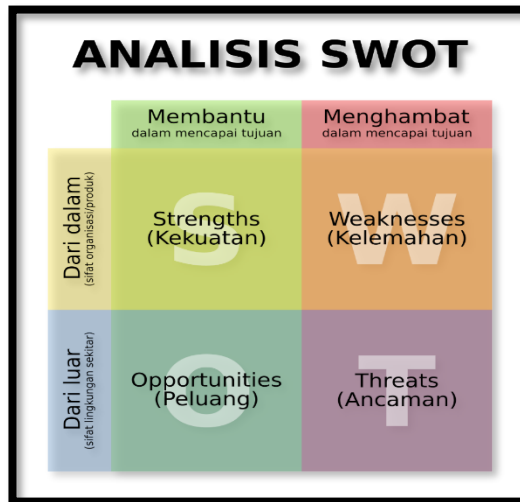 ANALISIS SWOT
Membantu
dalam mencapai tujuan
Menghambat
dalam mencapai tujuan
Dari dalam
(sifat organisasi/produk)
S
Strengths
(Kekuatan)
W
Weaknesses
(Kelemahan)
Dari luar
(sifat lingkungan sekitar)
O
Opportunities
(Peluang)
T
Threats
(Ancaman)